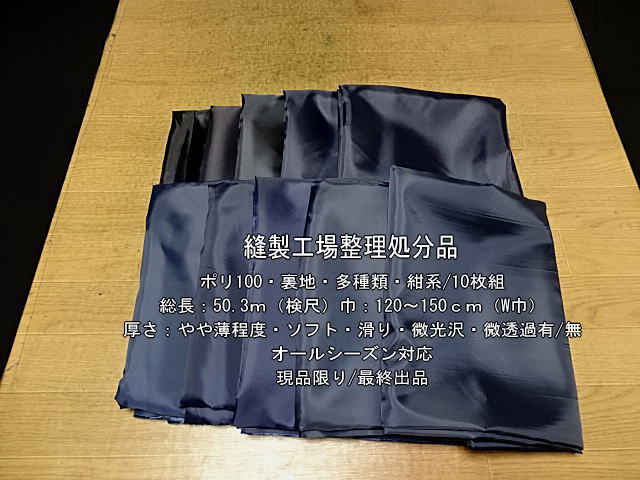 縫製工場整理処分品
ポリ100・裏地・多種類・紺系/10枚組
総長：50.3ｍ（検尺）巾：120～150ｃｍ（W巾）
厚さ：やや薄程度・ソフト・滑り・微光沢・微透過有/無
オールシーズン対応
現品限り/最終出品